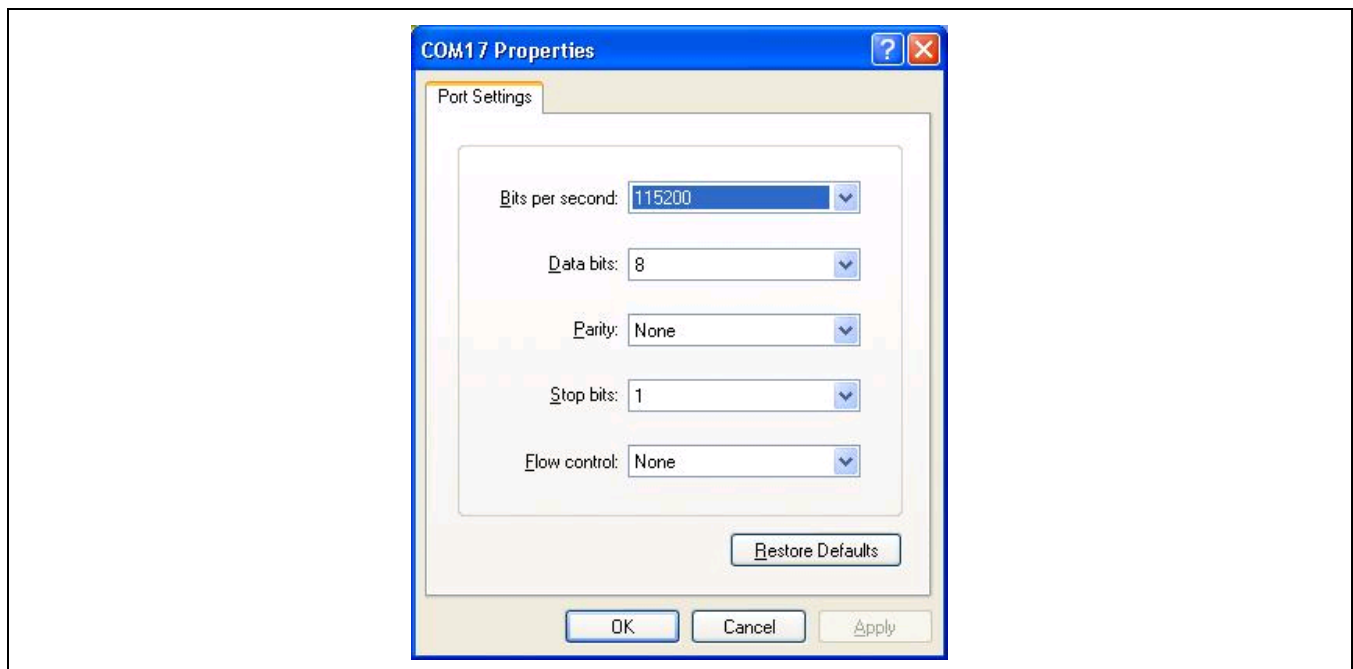 COM17 Properties
Port Settings
Bits per second: 115200
Data bits: 8
Parity: None
Stop bits: 1
Flow control: None
Restore Defaults
OK Cancel Apply